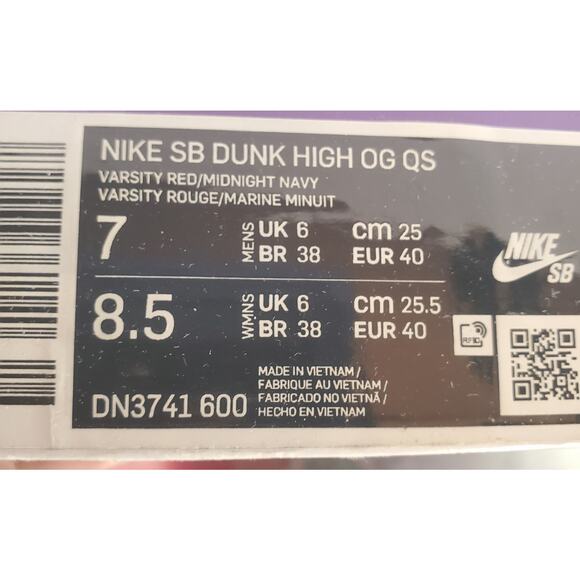 NIKE SB DUNK HIGH OG QS
VARSITY RED/MIDNIGHT NAVY
VARSITY ROUGE/MARINE MINUIT
7 MENS UK 6 cm 25
BR 38 EUR 40
8.5 WMNS UK 6 cm 25.5
BR 38 EUR 40
NIKE
SB
RFID
DN3741 600
MADE IN VIETNAM /
FABRIQUE AU VIETNAM /
FABRICADO NO VIETNÃ /
HECHO EN VIETNAM